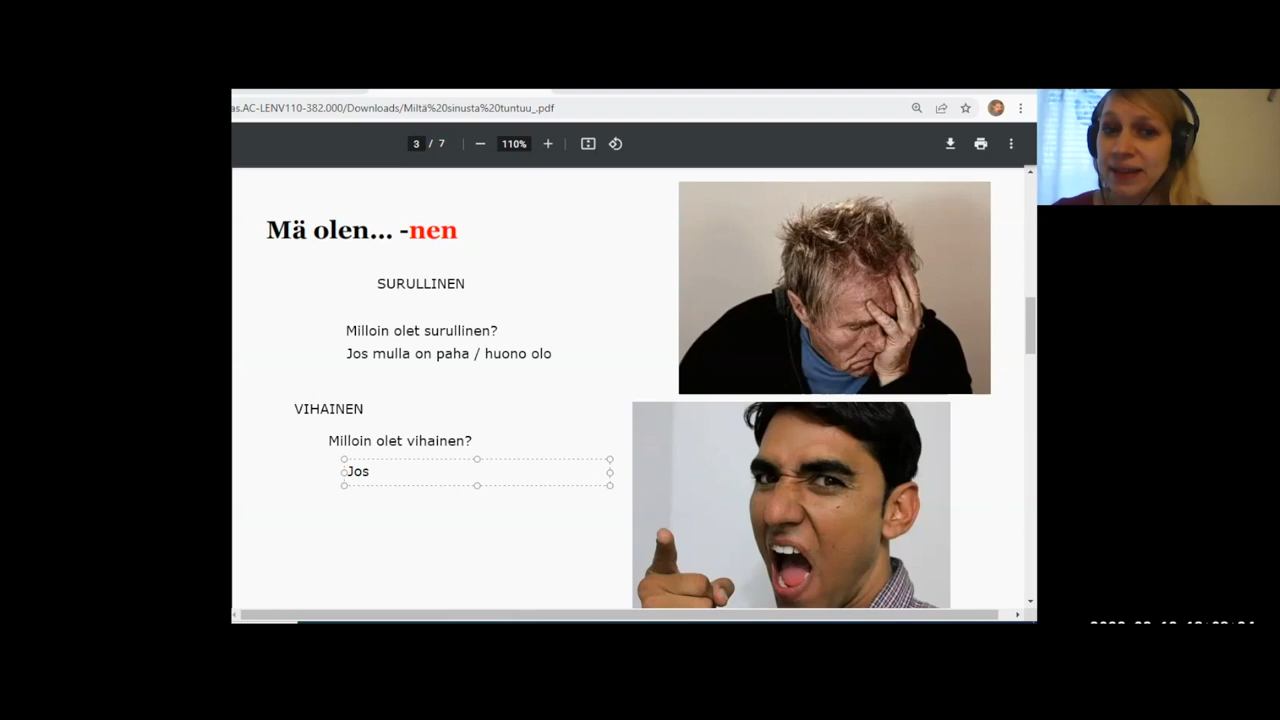 as.AC-LENV110-382.000/Downloads/Miltä%20sinusta%20tuntuu_.pdf
3 / 7
110%
Mä olen... -nen
SURULLINEN
Milloin olet surullinen?
Jos mulla on paha / huono olo
VIHAINEN
Milloin olet vihainen?
Jos